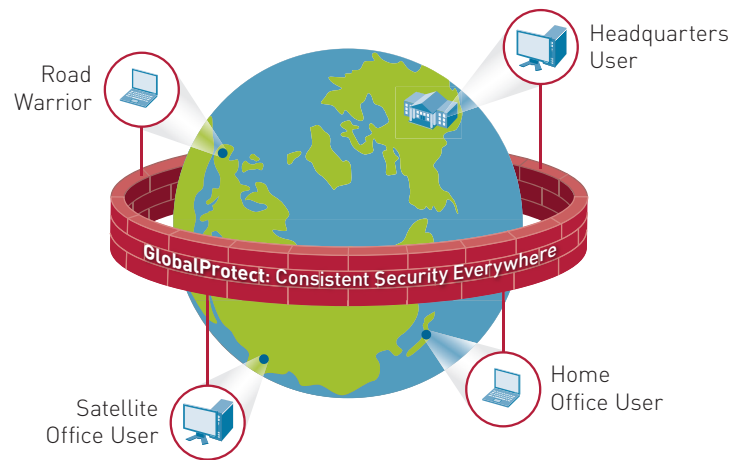 Headquarters
User
Road
Warrior
GlobalProtect: Consistent Security Everywhere
Home
Office User
Satellite
Office User